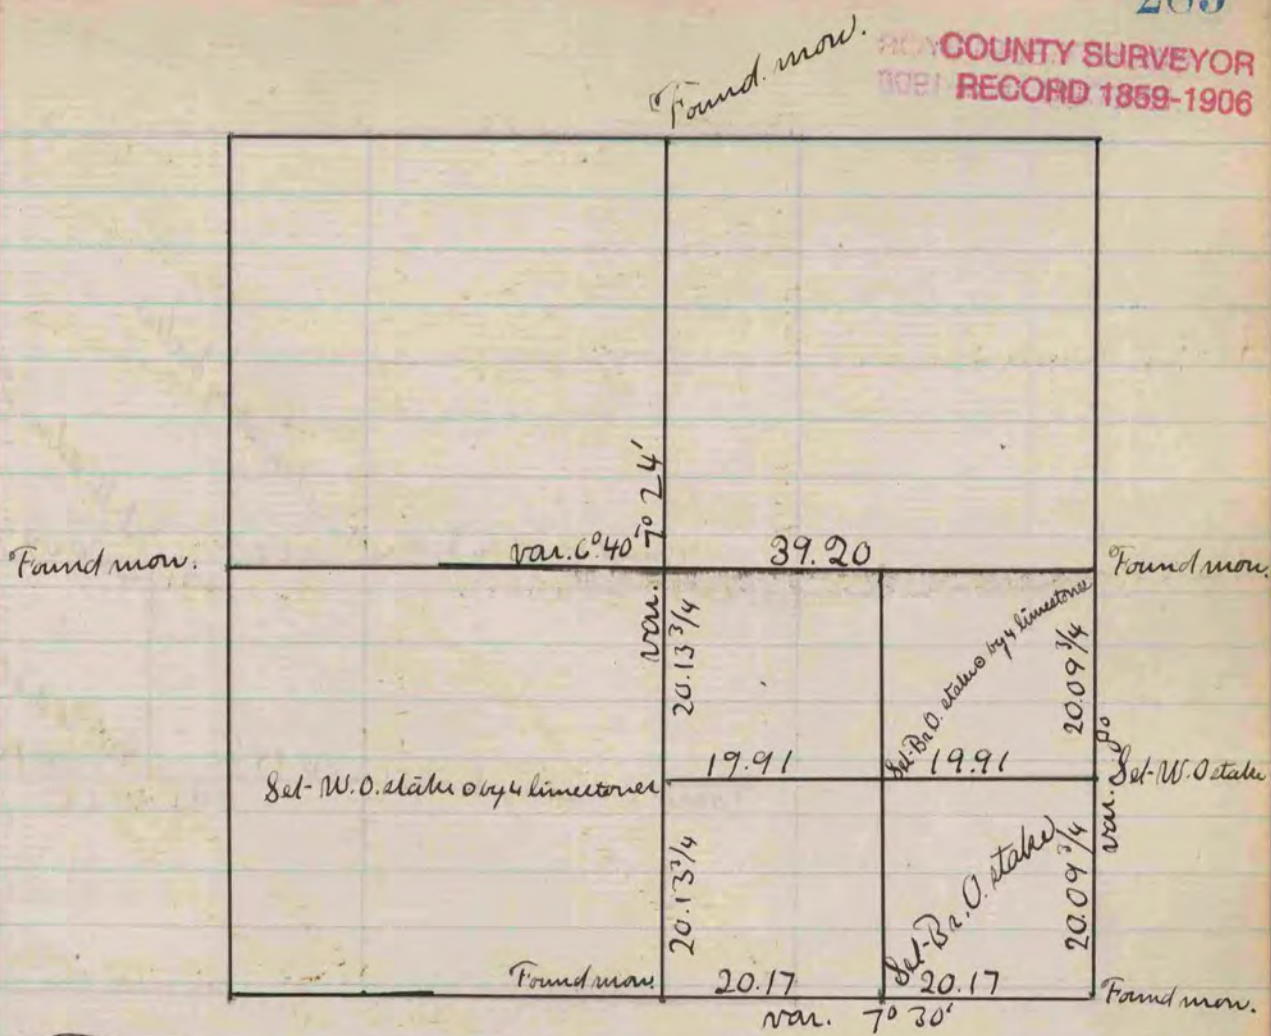 Found mon.
COUNTY SURVEYOR
RECORD 1859-1906
Found mon.
var. 6° 40'
var. 7° 24'
39.20
Found mon.
20.13 3/4
Set Br. O. stake o by 4 limestones
20.09 3/4
19.91
19.91
Set W. O. stake o by 4 limestones
Set W. O stake
var.
20.13 3/4
Set Br. O. stake
20.09 3/4
Found mon.
20.17
20.17
Found mon.
var. 7° 30'